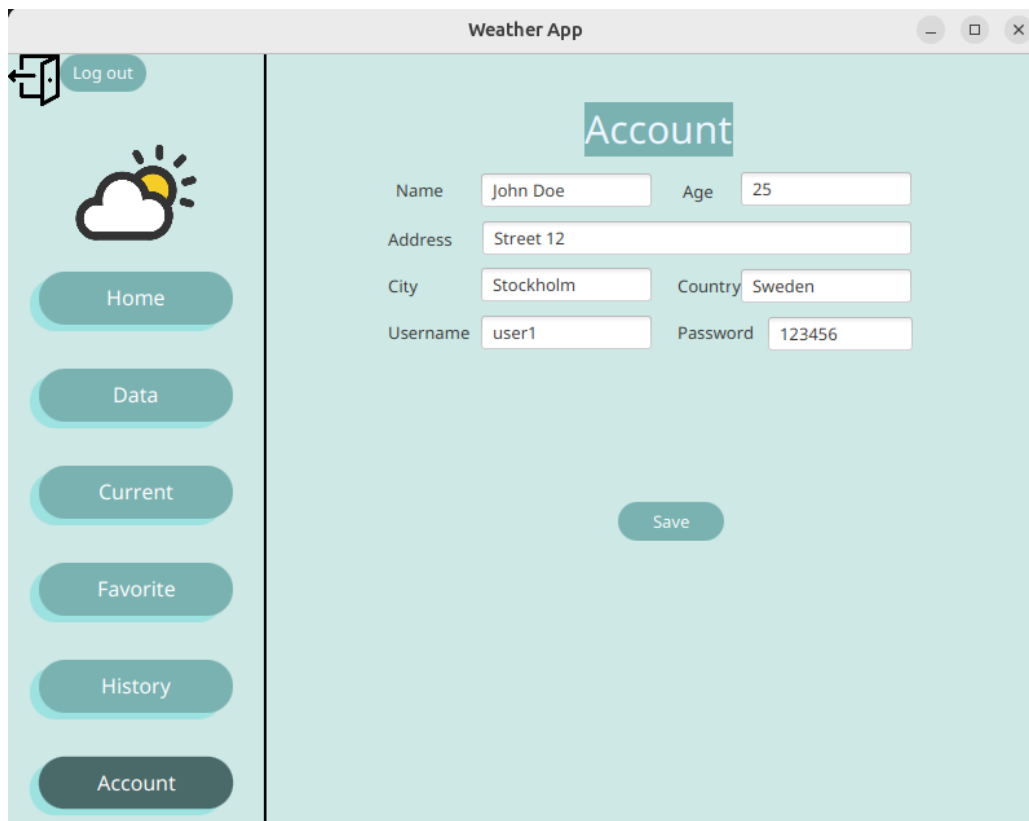 Weather App
Log out
Account
Name John Doe Age 25
Address Street 12
City Stockholm Country Sweden
Username user1 Password 123456
Save
Home
Data
Current
Favorite
History
Account